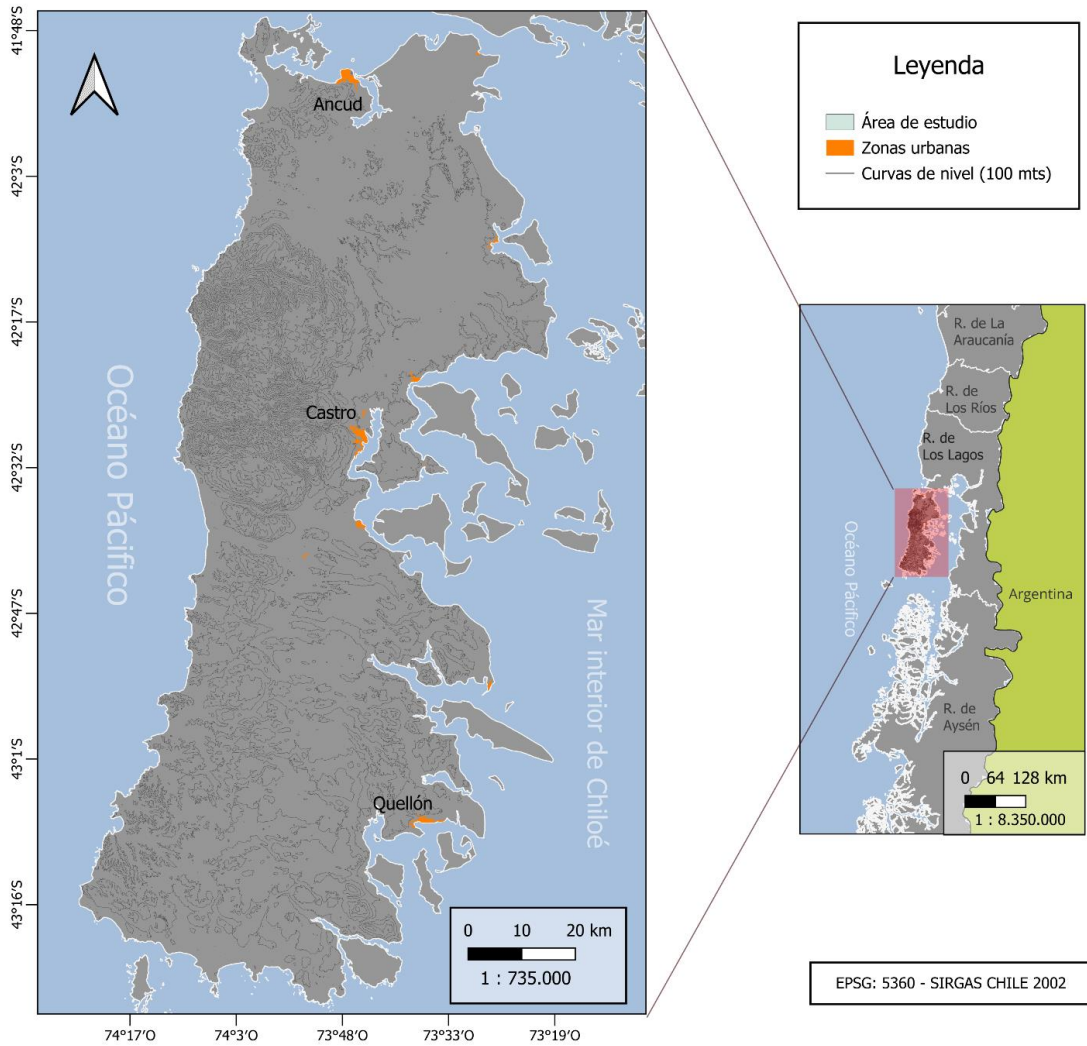 41°48'S
42°3'S
42°17'S
42°32'S
42°47'S
43°1'S
43°16'S
74°17'O
74°3'O
73°48'O
73°33'O
73°19'O
Ancud
Castro
Quellón
Océano Pácifico
Mar interior de Chiloé
0 10 20 km
1 : 735.000
Leyenda
Área de estudio
Zonas urbanas
Curvas de nivel (100 mts)
R. de La
Araucanía
R. de
Los Ríos
R. de
Los Lagos
Océano Pácifico
Argentina
R. de
Aysén
0 64 128 km
1 : 8.350.000
EPSG: 5360 - SIRGAS CHILE 2002